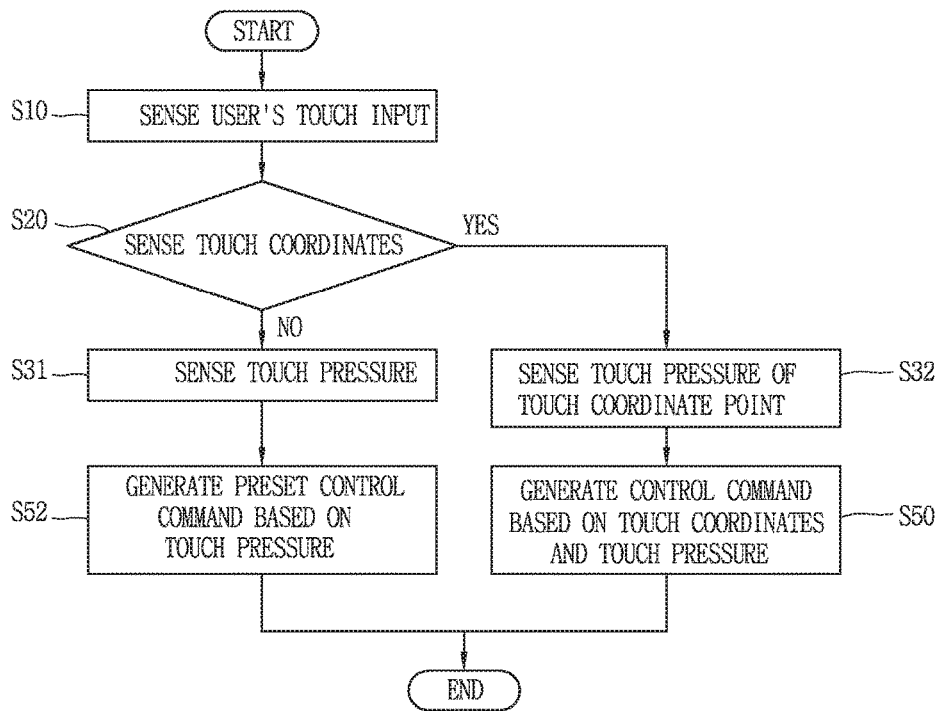 START
S10
SENSE USER'S TOUCH INPUT
S20
SENSE TOUCH COORDINATES
YES
NO
S31
SENSE TOUCH PRESSURE
SENSE TOUCH PRESSURE OF
TOUCH COORDINATE POINT
S32
S52
GENERATE PRESET CONTROL
COMMAND BASED ON
TOUCH PRESSURE
GENERATE CONTROL COMMAND
BASED ON TOUCH COORDINATES
AND TOUCH PRESSURE
S50
END